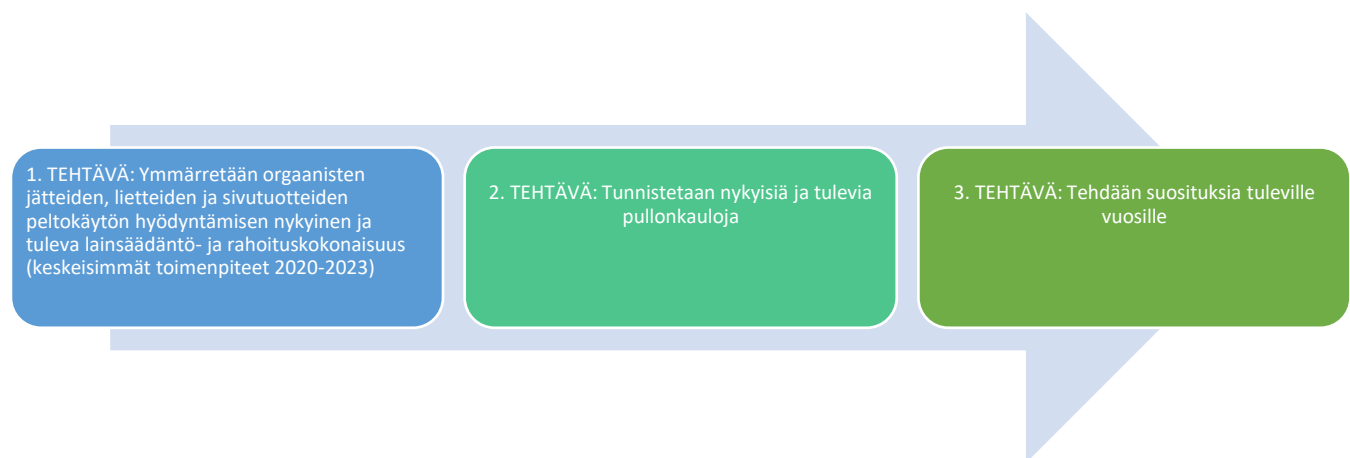 1. TEHTÄVÄ: Ymmärretään orgaanisten
jätteiden, lietteiden ja sivutuotteiden
peltokäytön hyödyntämisen nykyinen ja
tuleva lainsäädäntö- ja rahoituskokonaisuus
(keskeisimmät toimenpiteet 2020-2023)
2. TEHTÄVÄ: Tunnistetaan nykyisiä ja tulevia
pullonkauloja
3. TEHTÄVÄ: Tehdään suosituksia tuleville
vuosille